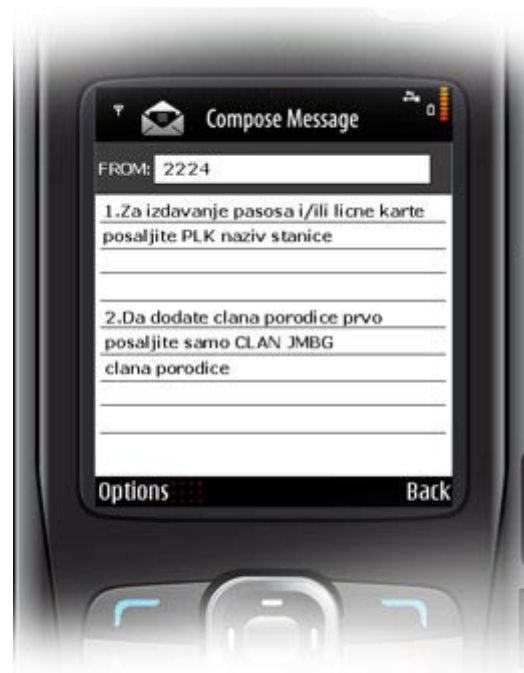 Compose Message
FROM: 2224
1.Za izdavanje pasosa i/ili licne karte
posaljite PLK naziv stanice
2.Da dodate clana porodice prvo
posaljite samo CLAN JMBG
clana porodice
Options Back